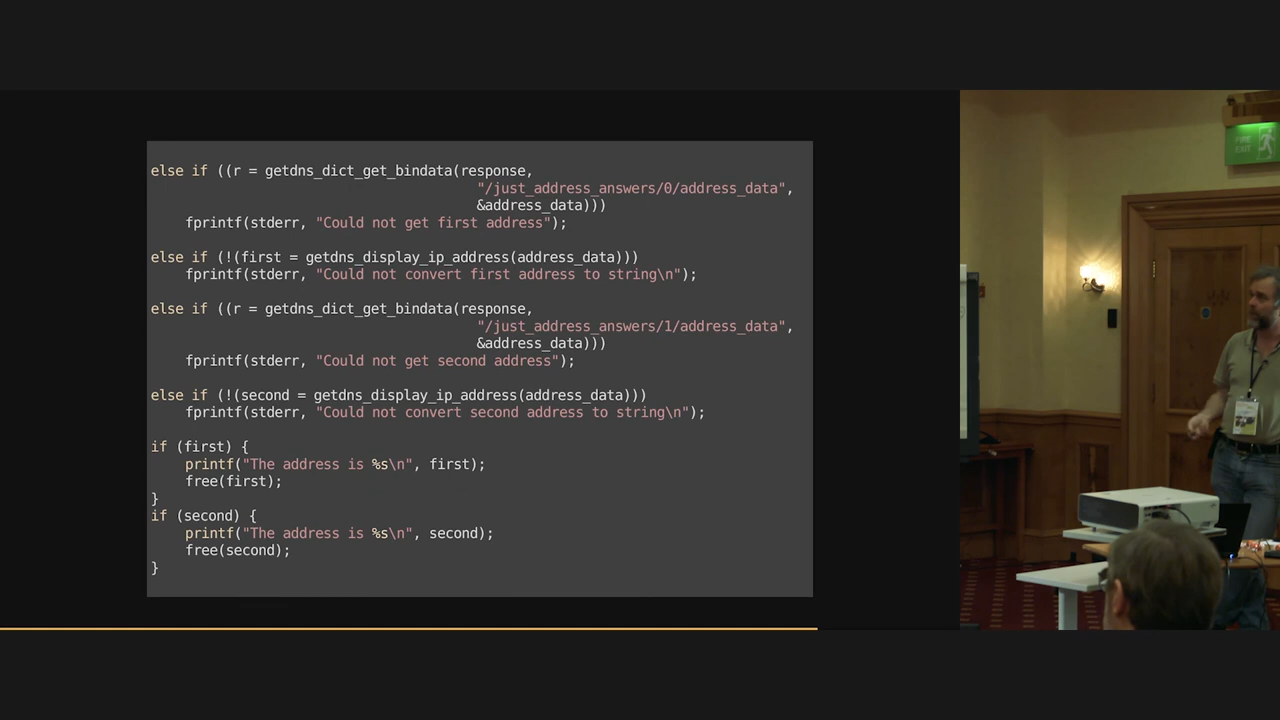 else if ((r = getdns_dict_get_bindata(response,
"/just_address_answers/0/address_data",
&address_data)))
fprintf(stderr, "Could not get first address");
else if (!(first = getdns_display_ip_address(address_data)))
fprintf(stderr, "Could not convert first address to string\n");
else if ((r = getdns_dict_get_bindata(response,
"/just_address_answers/1/address_data",
&address_data)))
fprintf(stderr, "Could not get second address");
else if (!(second = getdns_display_ip_address(address_data)))
fprintf(stderr, "Could not convert second address to string\n");
if (first) {
printf("The address is %s\n", first);
free(first);
}
if (second) {
printf("The address is %s\n", second);
free(second);
}
FIRE
EXIT